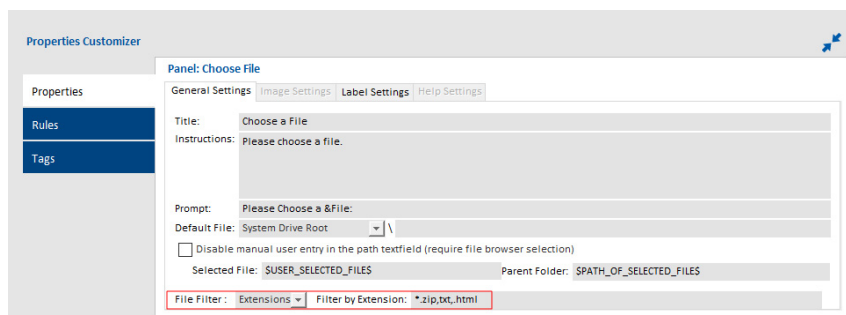 Properties Customizer
Panel: Choose File
Properties
General Settings Image Settings Label Settings Help Settings
Rules
Title: Choose a File
Instructions: Please choose a file.
Tags
Prompt: Please Choose a &File:
Default File: System Drive Root \
Disable manual user entry in the path textfield (require file browser selection)
Selected File: $USER_SELECTED_FILE$ Parent Folder: $PATH_OF_SELECTED_FILE$
File Filter : Extensions Filter by Extension: *.zip,txt,.html